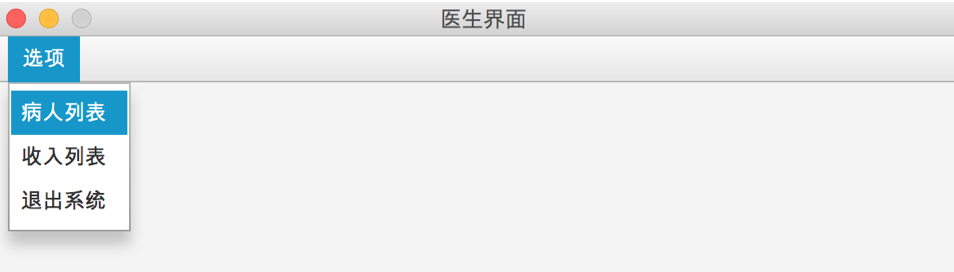 医生界面
选项
病人列表
收入列表
退出系统